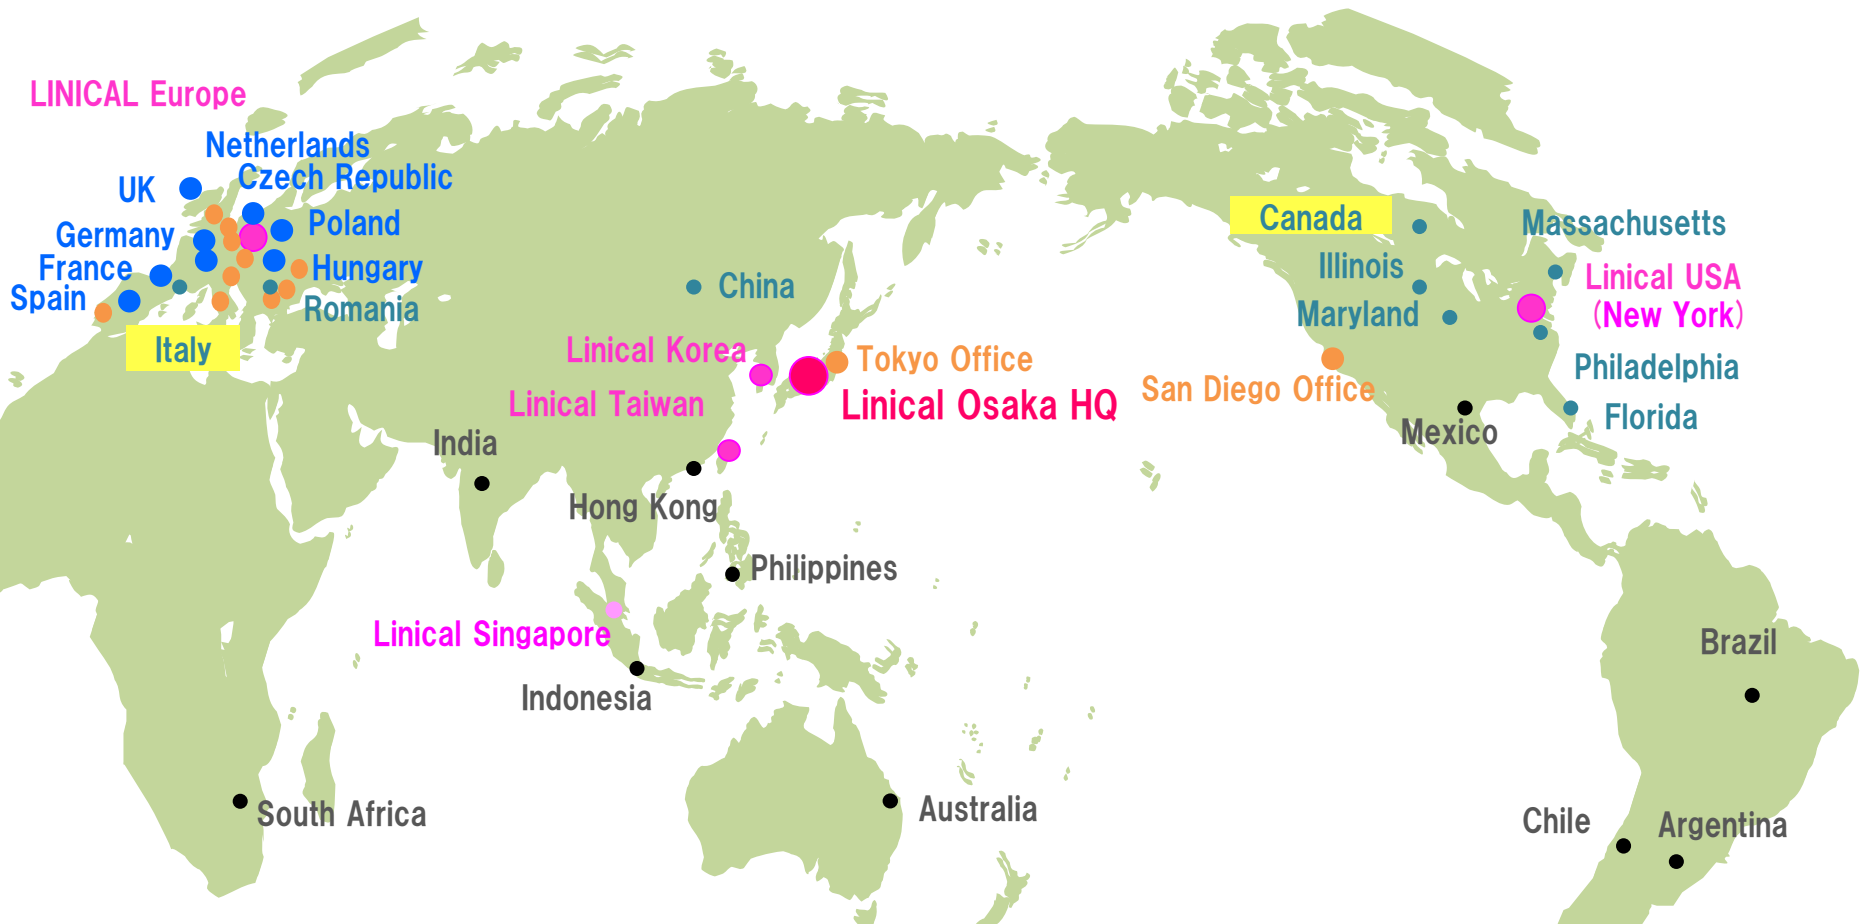 LINICAL Europe
Netherlands
Czech Republic
UK
Poland
Germany
France
Hungary
Spain
Romania
Italy
China
Linical Korea
Tokyo Office
Linical Taiwan
Linical Osaka HQ
India
Hong Kong
Philippines
Linical Singapore
Indonesia
South Africa
Australia
Canada
Massachusetts
Illinois
Linical USA
(New York)
Maryland
Philadelphia
San Diego Office
Florida
Mexico
Brazil
Chile
Argentina